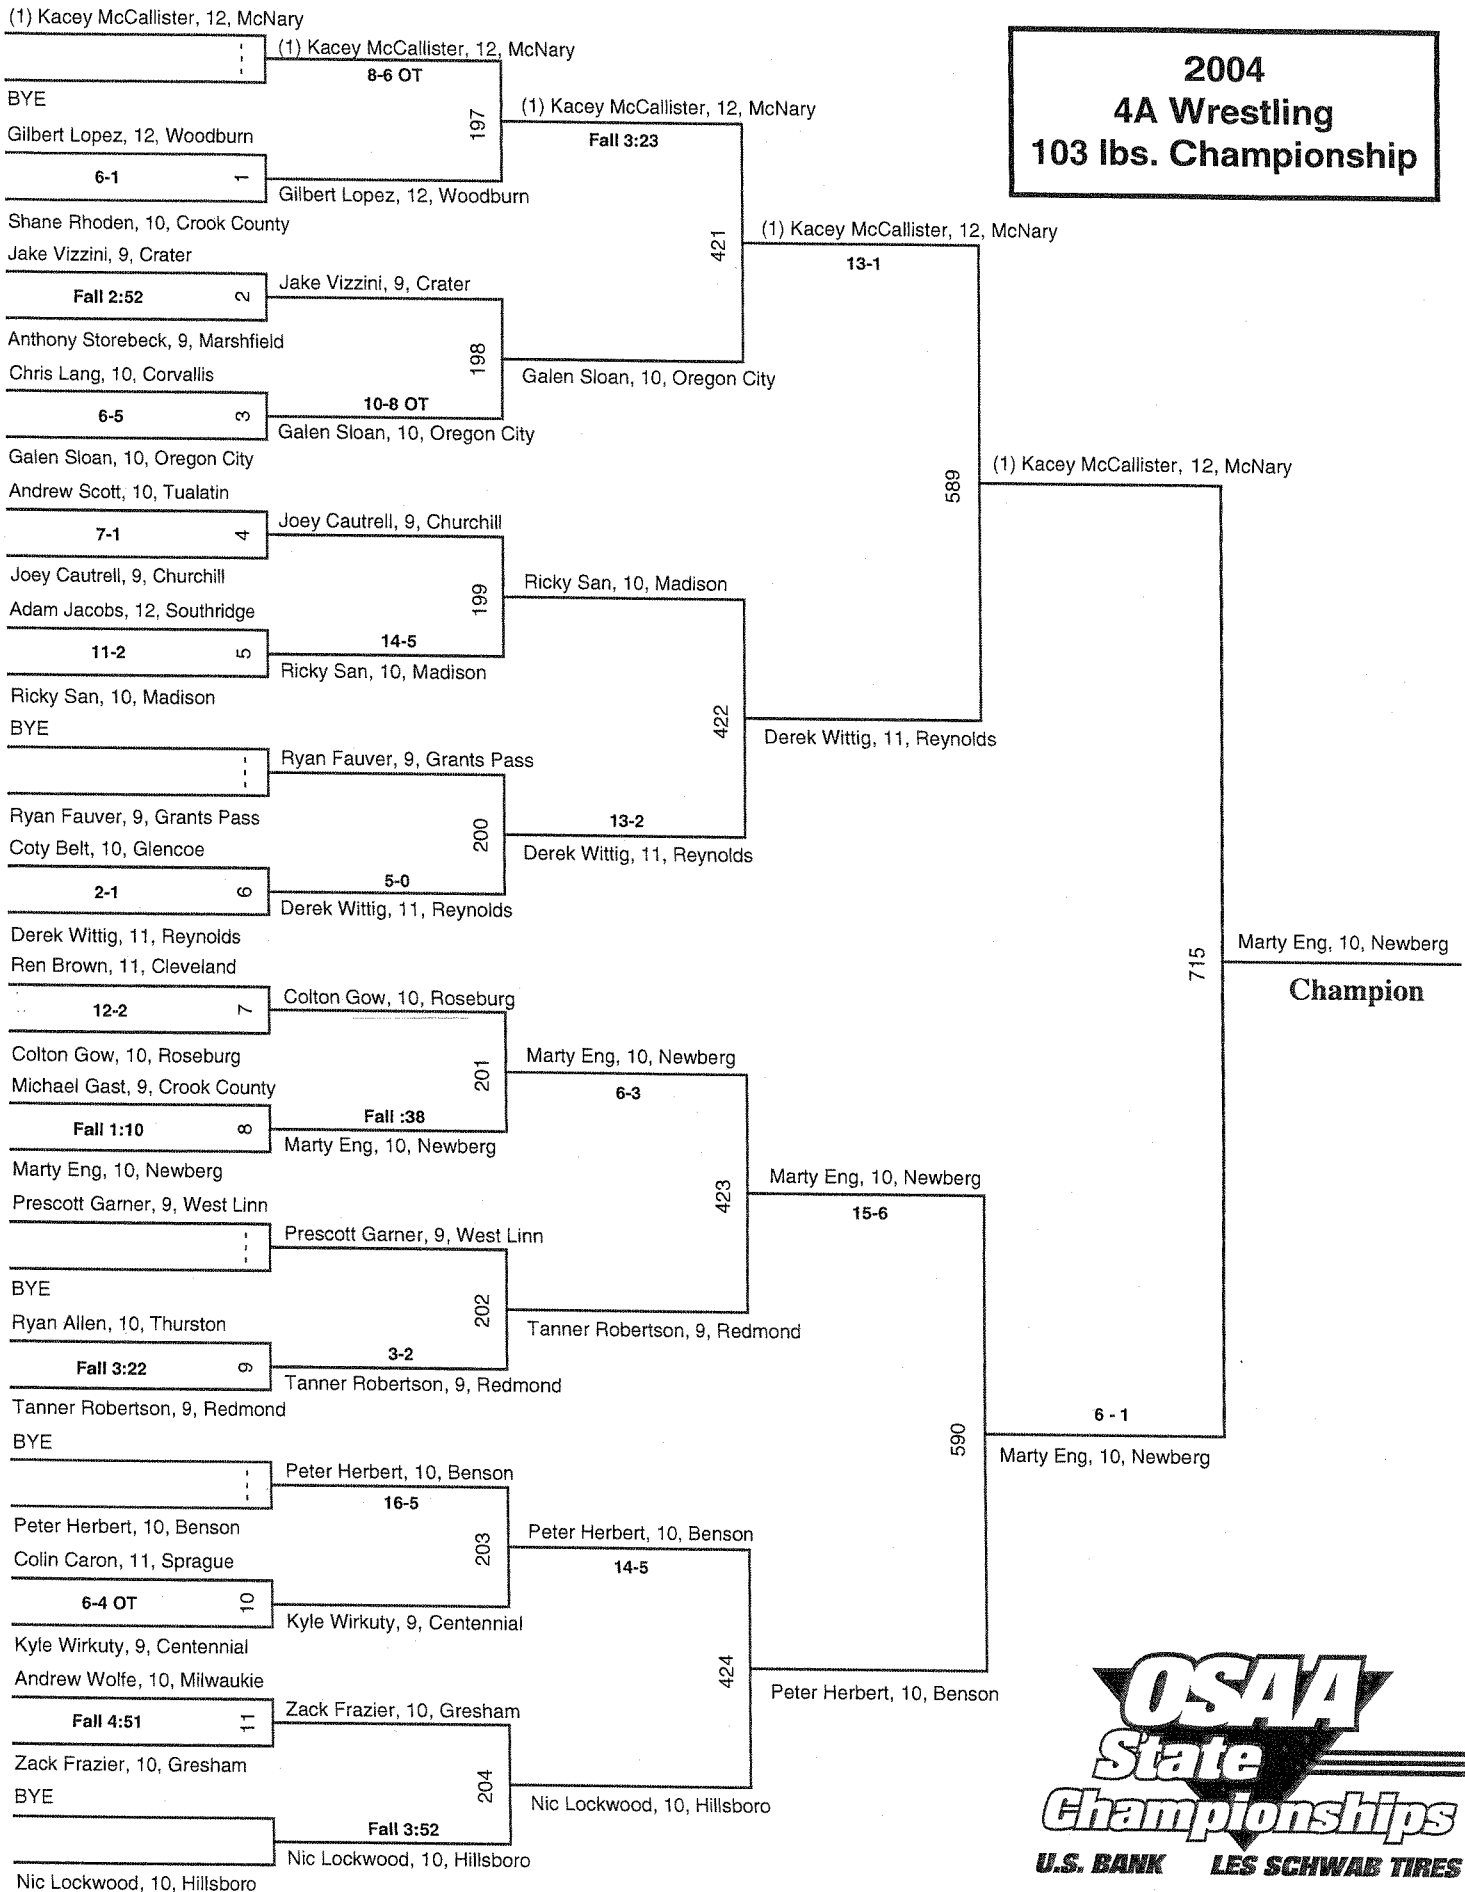 (1) Kacey McCallister, 12, McNary
BYE
Gilbert Lopez, 12, Woodburn
6-1
1
Shane Rhoden, 10, Crook County
Jake Vizzini, 9, Crater
Fall 2:52
2
Anthony Storebeck, 9, Marshfield
Chris Lang, 10, Corvallis
6-5
3
Galen Sloan, 10, Oregon City
Andrew Scott, 10, Tualatin
7-1
4
Joey Cautrell, 9, Churchill
Adam Jacobs, 12, Southridge
11-2
5
Ricky San, 10, Madison
BYE
Ryan Fauver, 9, Grants Pass
Coty Belt, 10, Glencoe
2-1
6
Derek Wittig, 11, Reynolds
Ren Brown, 11, Cleveland
12-2
7
Colton Gow, 10, Roseburg
Michael Gast, 9, Crook County
Fall 1:10
8
Marty Eng, 10, Newberg
Prescott Garner, 9, West Linn
BYE
Ryan Allen, 10, Thurston
Fall 3:22
9
Tanner Robertson, 9, Redmond
BYE
Peter Herbert, 10, Benson
Colin Caron, 11, Sprague
6-4 OT
10
Kyle Wirkuty, 9, Centennial
Andrew Wolfe, 10, Milwaukie
Fall 4:51
11
Zack Frazier, 10, Gresham
BYE
Nic Lockwood, 10, Hillsboro
(1) Kacey McCallister, 12, McNary
8-6 OT
197
Gilbert Lopez, 12, Woodburn
Jake Vizzini, 9, Crater
198
10-8 OT
Galen Sloan, 10, Oregon City
Joey Cautrell, 9, Churchill
199
14-5
Ricky San, 10, Madison
Ryan Fauver, 9, Grants Pass
200
5-0
Derek Wittig, 11, Reynolds
Colton Gow, 10, Roseburg
201
Fall :38
Marty Eng, 10, Newberg
Prescott Garner, 9, West Linn
202
3-2
Tanner Robertson, 9, Redmond
Peter Herbert, 10, Benson
16-5
203
Kyle Wirkuty, 9, Centennial
Zack Frazier, 10, Gresham
204
Fall 3:52
Nic Lockwood, 10, Hillsboro
(1) Kacey McCallister, 12, McNary
Fall 3:23
421
Galen Sloan, 10, Oregon City
Ricky San, 10, Madison
422
13-2
Derek Wittig, 11, Reynolds
Marty Eng, 10, Newberg
6-3
423
Tanner Robertson, 9, Redmond
Peter Herbert, 10, Benson
14-5
424
Nic Lockwood, 10, Hillsboro
(1) Kacey McCallister, 12, McNary
13-1
589
Derek Wittig, 11, Reynolds
Marty Eng, 10, Newberg
15-6
590
Peter Herbert, 10, Benson
(1) Kacey McCallister, 12, McNary
715
6 - 1
Marty Eng, 10, Newberg
Marty Eng, 10, Newberg
Champion
2004
4A Wrestling
103 lbs. Championship
OSAA
State
Championships
U.S. BANK LES SCHWAB TIRES